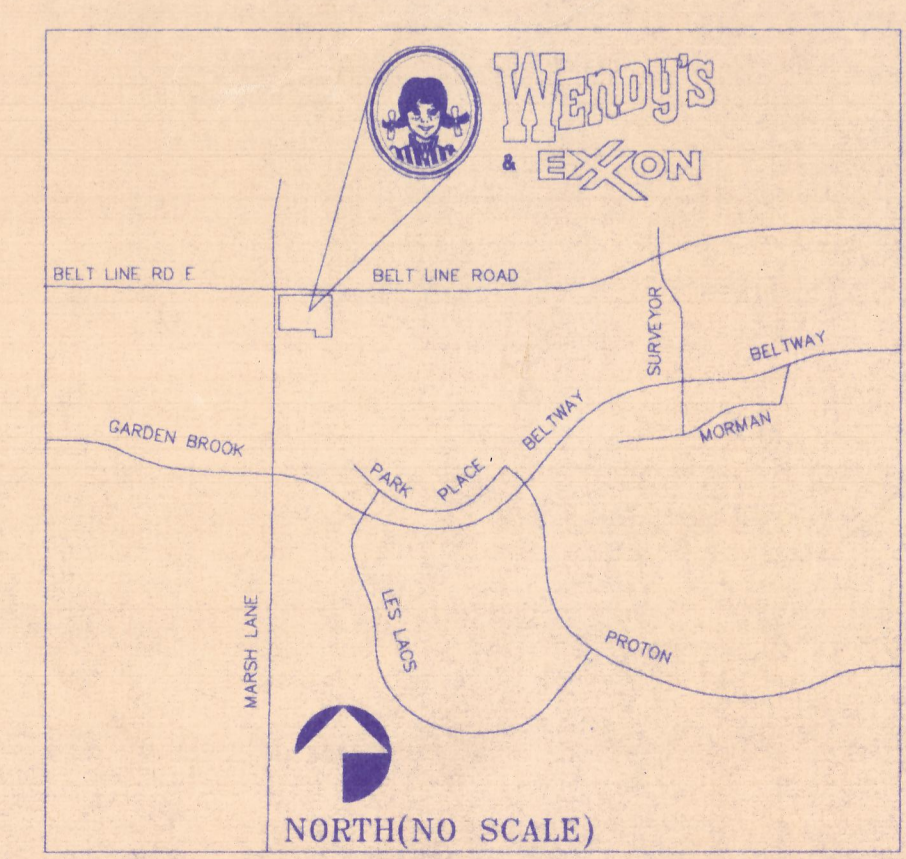 WENDY'S
& EXXON
BELT LINE RD E
BELT LINE ROAD
SURVEYOR
BELTWAY
BELTWAY
MORMAN
GARDEN BROOK
PARK PLACE
LES LACS
MARSH LANE
PROTON
NORTH(NO SCALE)